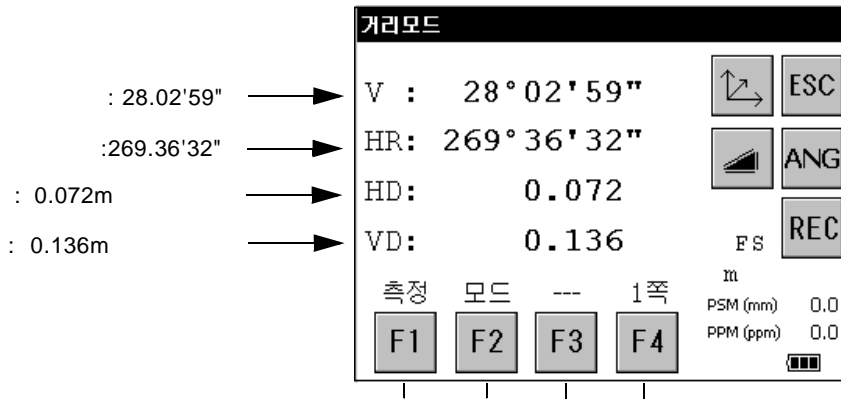 거리모드
: 28.02'59"
V : 28°02'59"
ESC
:269.36'32"
HR: 269°36'32"
ANG
: 0.072m
HD: 0.072
REC
: 0.136m
VD: 0.136
FS
m
측정 모드 --- 1쪽
PSM (mm) 0.0
F1 F2 F3 F4
PPM (ppm) 0.0